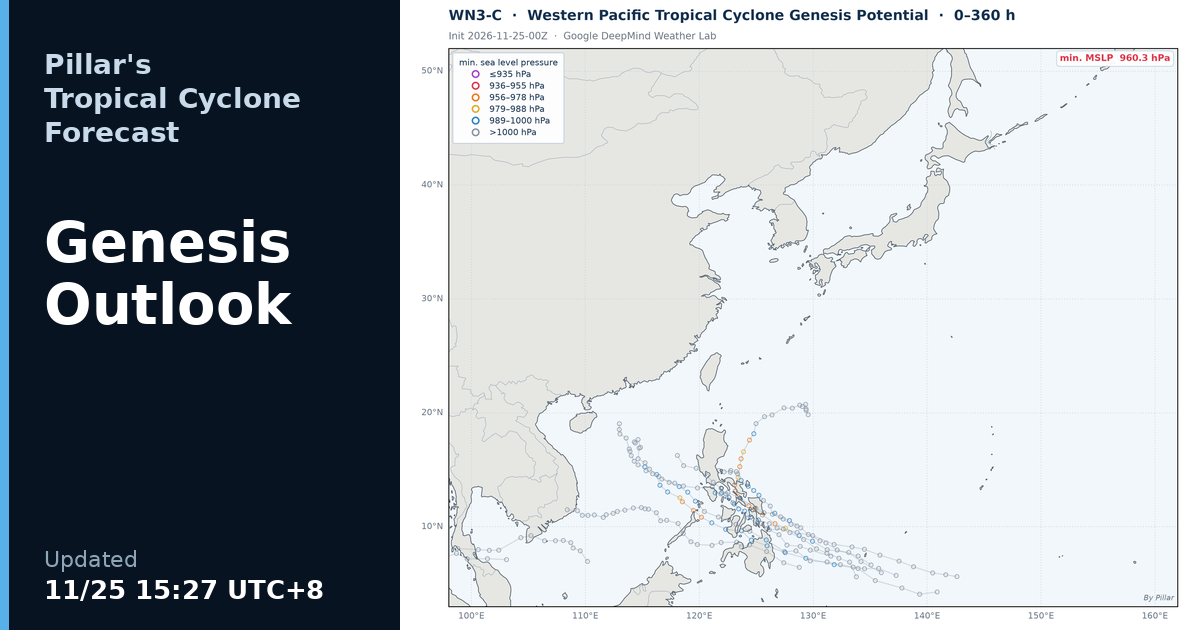 Pillar's
Tropical Cyclone
Forecast
Genesis
Outlook
Updated
11/25 15:27 UTC+8
WN3-C · Western Pacific Tropical Cyclone Genesis Potential · 0–360 h
Init 2026-11-25-00Z · Google DeepMind Weather Lab
min. sea level pressure
≤935 hPa
936–955 hPa
956–978 hPa
979–988 hPa
989–1000 hPa
>1000 hPa
min. MSLP 960.3 hPa
50°N
40°N
30°N
20°N
10°N
By Pillar
100°E 110°E 120°E 130°E 140°E 150°E 160°E